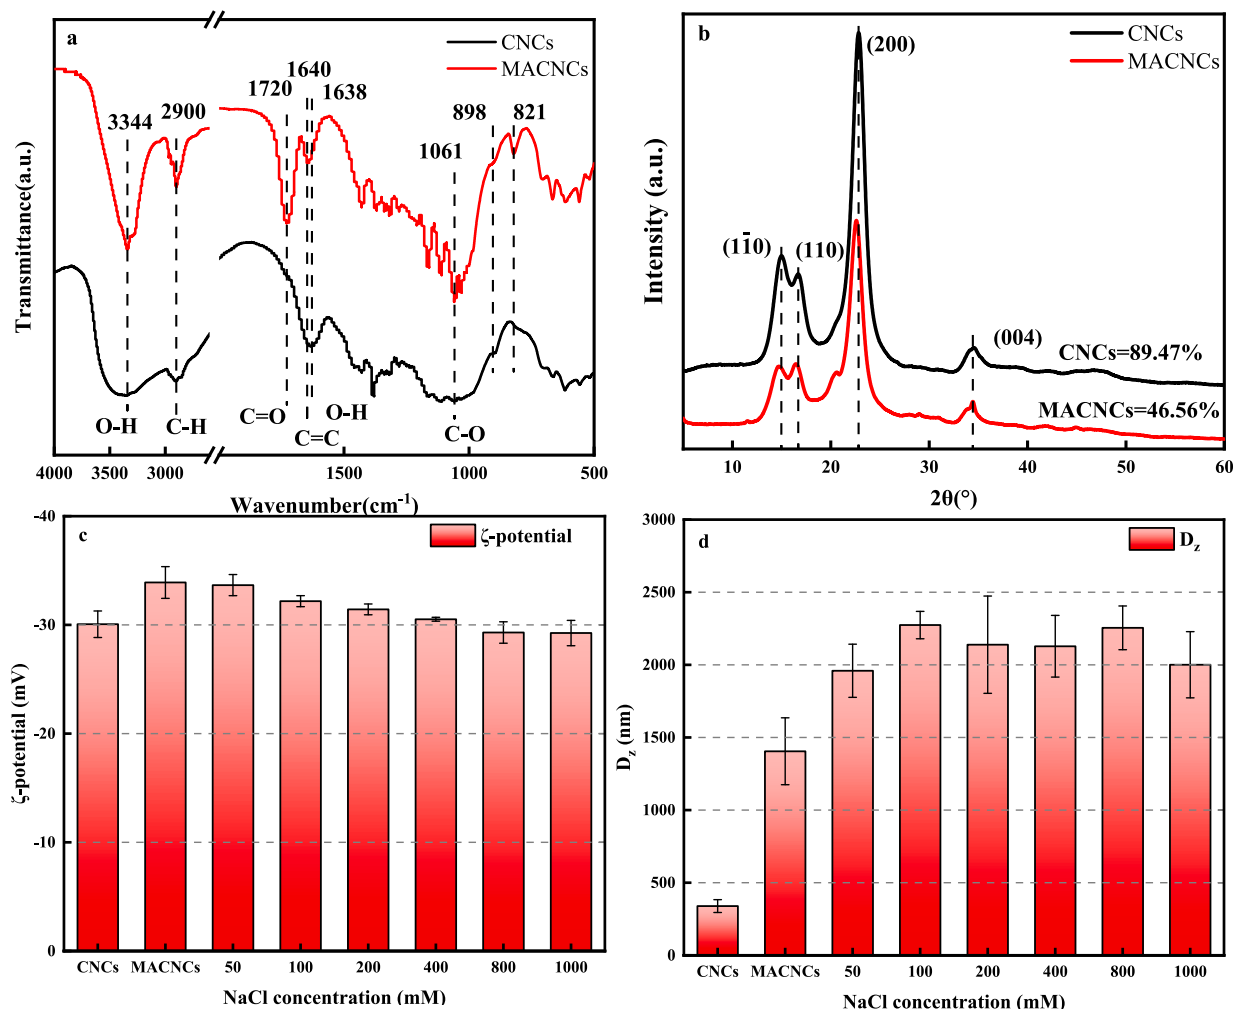 a
CNCs
MACNCs
1640
1720
1638
2900
3344
898
821
1061
O-H
C-H
C=O
C=C
O-H
C-O
Transmittance(a.u.)
4000
3500
3000
1500
1000
500
Wavenumber(cm⁻¹)
b
CNCs
MACNCs
(200)
(11̅0)
(110)
(004)
CNCs=89.47%
MACNCs=46.56%
Intensity (a.u.)
10
20
30
40
50
60
2θ(°)
c
ζ-potential
-40
-30
-20
-10
0
ζ-potential (mV)
CNCs MACNCs 50 100 200 400 800 1000
NaCl concentration (mM)
d
D_z
3000
2500
2000
1500
1000
500
0
D_z (nm)
CNCs MACNCs 50 100 200 400 800 1000
NaCl concentration (mM)